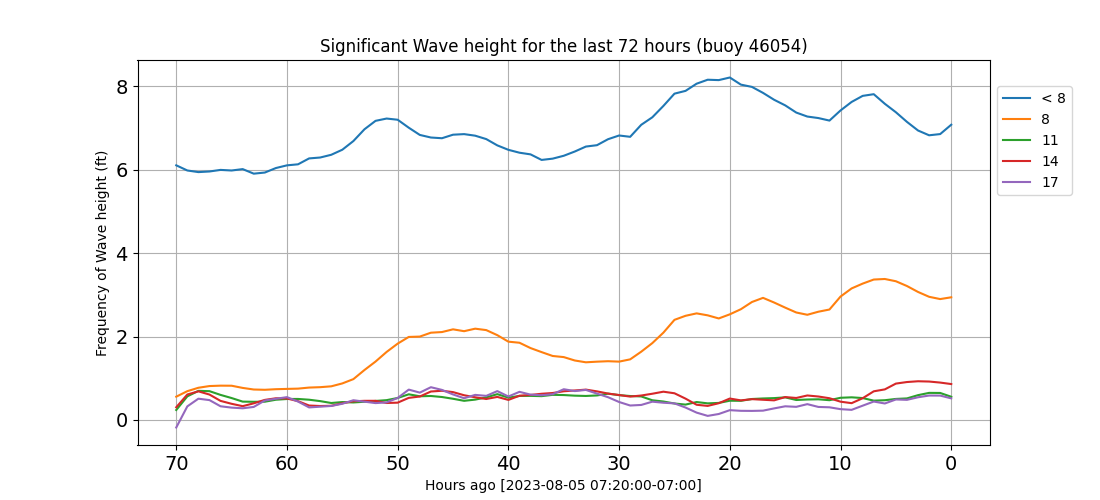 Significant Wave height for the last 72 hours (buoy 46054)
Frequency of Wave height (ft)
8
6
4
2
0
70 60 50 40 30 20 10 0
Hours ago [2023-08-05 07:20:00-07:00]
< 8
8
11
14
17